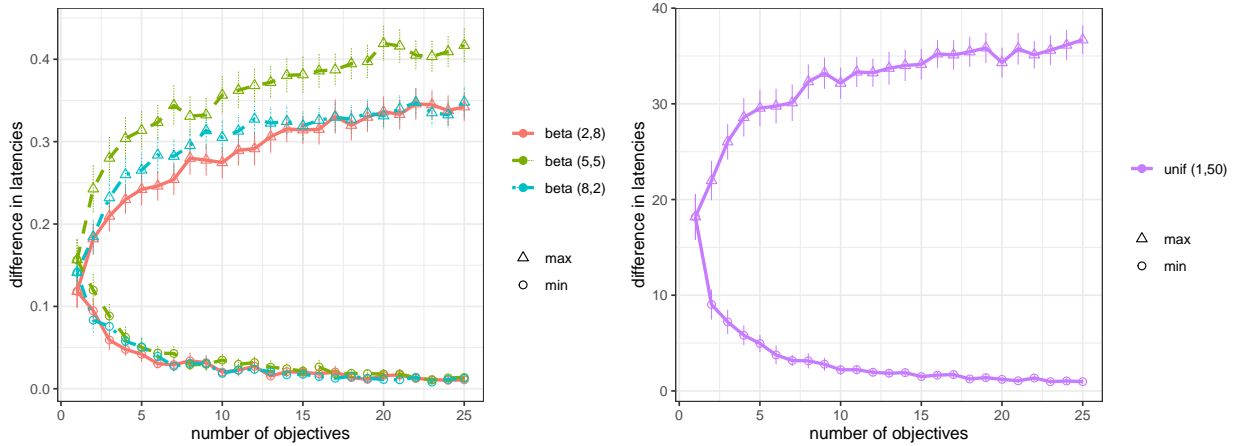 difference in latencies
0.4
0.3
0.2
0.1
0.0
0 5 10 15 20 25
number of objectives
beta (2,8)
beta (5,5)
beta (8,2)
max
min
difference in latencies
40
30
20
10
0
0 5 10 15 20 25
number of objectives
unif (1,50)
max
min